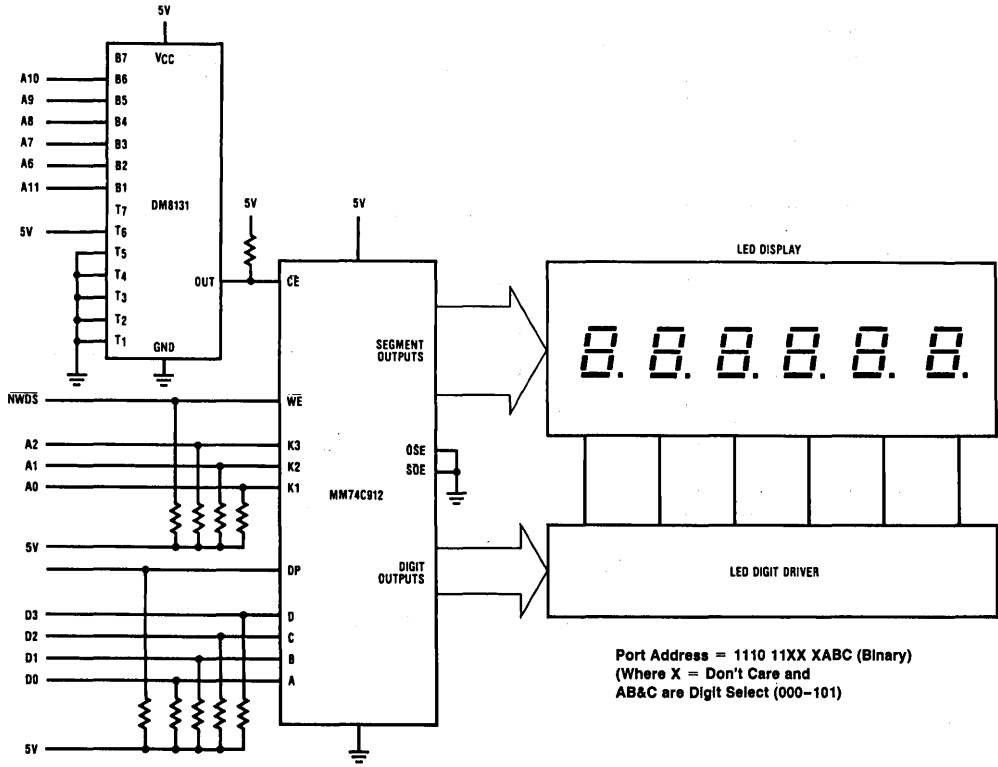 5V
B7 VCC
A10 B6
A9 B5
A8 B4
A7 B3
A6 B2
A11 B1
DM8131
T7
5V T6
T5
T4
T3
T2
T1
OUT
GND
5V
5V
CE
NWDS WE
A2 K3
A1 K2
A0 K1
5V
DP
D3 D
D2 C
D1 B
D0 A
5V
MM74C912
SEGMENT
OUTPUTS
OSE
SOE
DIGIT
OUTPUTS
LED DISPLAY
8. 8. 8. 8. 8. 8.
LED DIGIT DRIVER
Port Address = 1110 11XX XABC (Binary)
(Where X = Don't Care and
AB&C are Digit Select (000–101)